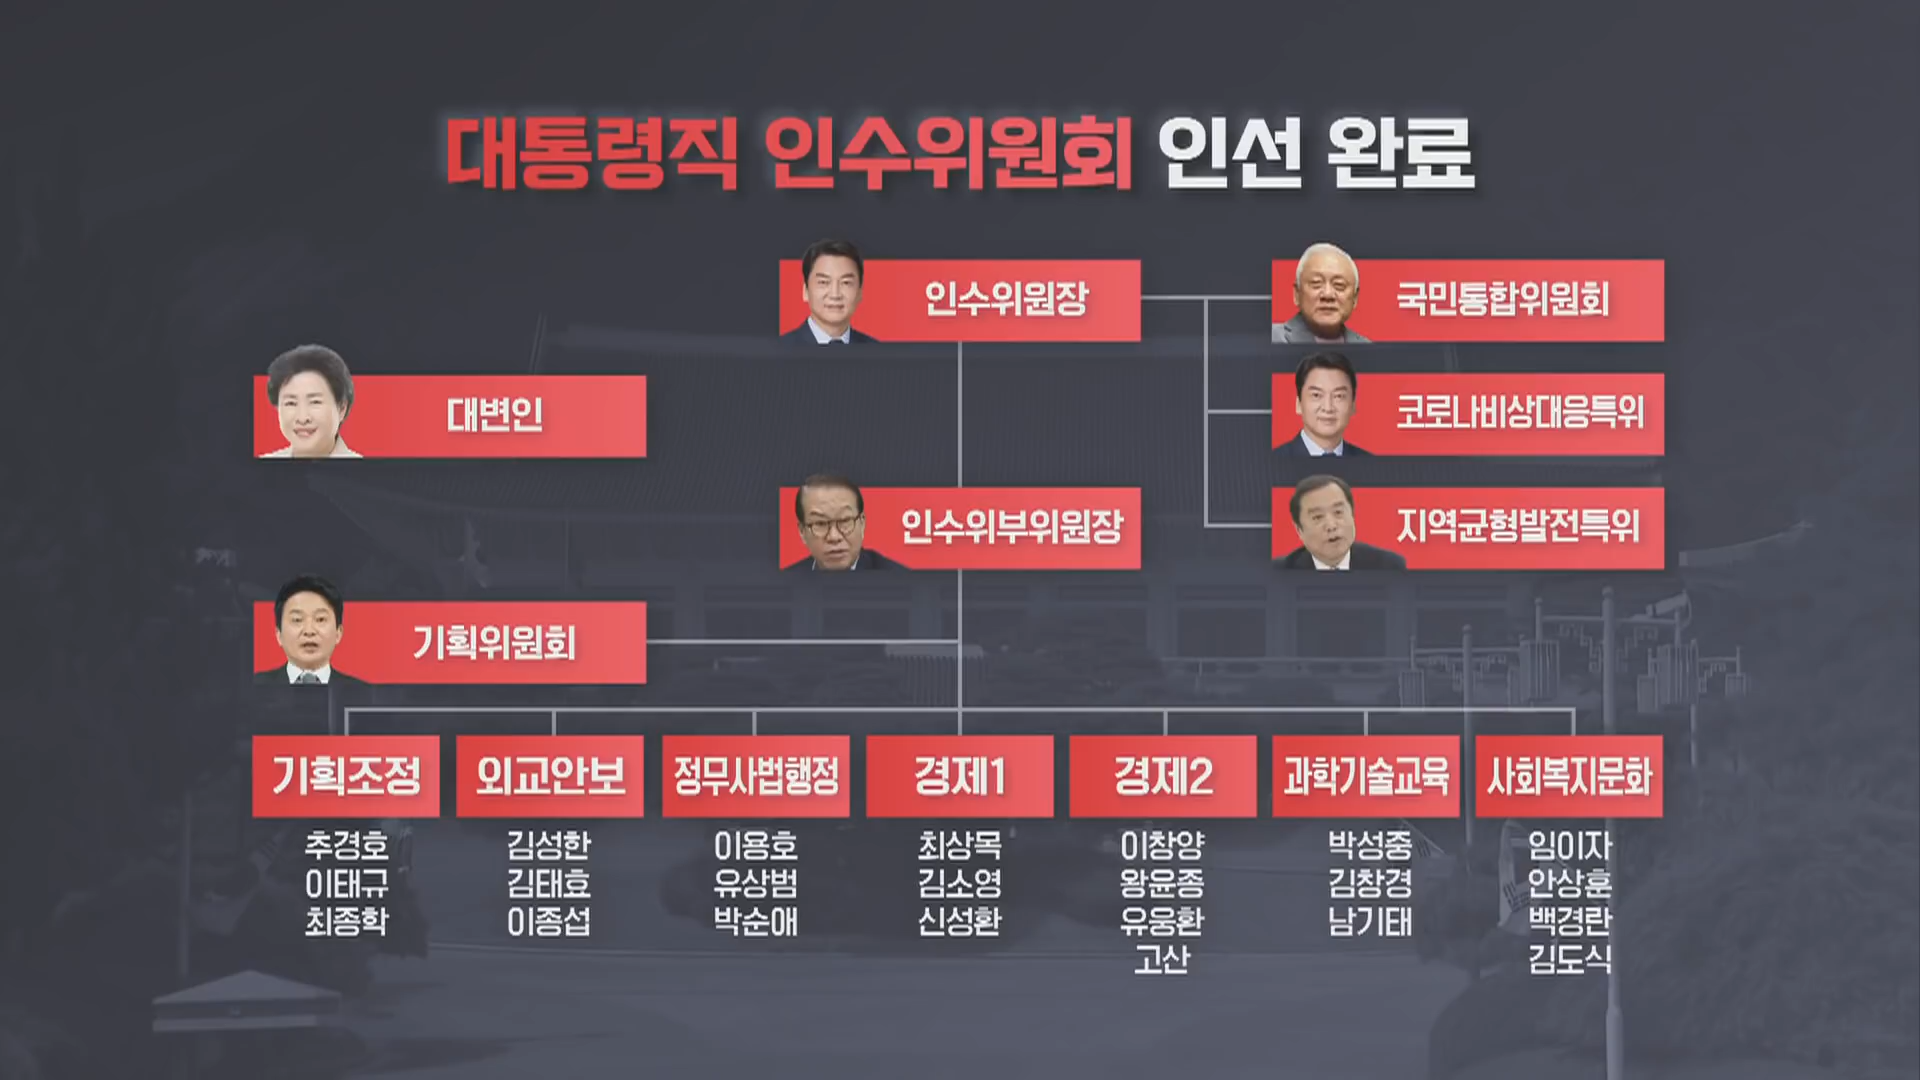 대통령직 인수위원회 인선 완료
인수위원장
국민통합위원회
대변인
코로나비상대응특위
인수위부위원장
지역균형발전특위
기획위원회
기획조정
추경호
이태규
최종학
외교안보
김성한
김태효
이종섭
정무사법행정
이용호
유상범
박순애
경제1
최상목
김소영
신성환
경제2
이창양
왕윤종
유웅환
고산
과학기술교육
박성중
김창경
남기태
사회복지문화
임이자
안상훈
백경란
김도식